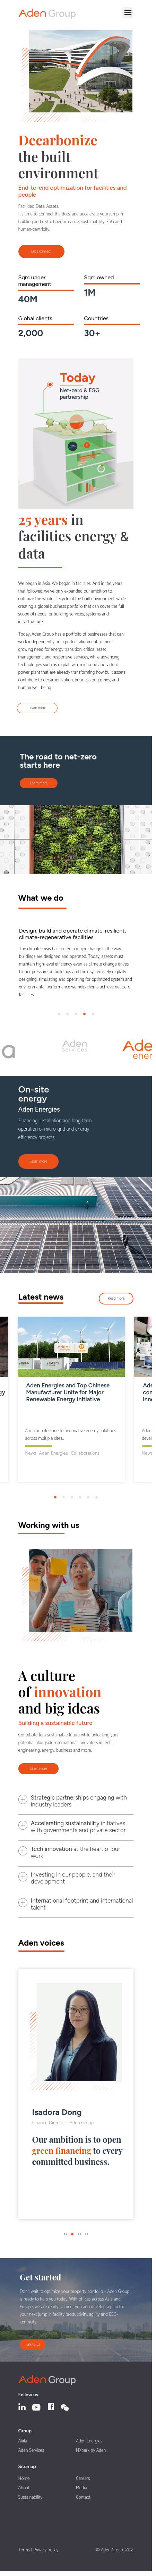 Aden Group
Decarbonize
the built
environment
End-to-end optimization for facilities and
people
Facilities. Data. Assets.
It's time to connect the dots, and accelerate your jump in
building and district performance, sustainability, ESG and
human-centricity.
Let's connect
Sqm under
management
40M
Sqm owned
1M
Global clients
2,000
Countries
30+
Today
Net-zero & ESG
partnership
25 years in
facilities energy &
data
We began in Asia. We began in facilities. And in the years
that followed, we've only expanded our ambition to
optimize the whole lifecycle of the built environment, while
creating a global business portfolio that can cover the full
scope of needs for building services, systems and
infrastructure.
Today, Aden Group has a portfolio of businesses that can
work independently or in perfect alignment to meet
growing need for energy transition, critical asset
management, and responsive services, while advancing
technologies such as digital twin, microgrid and virtual
power plant that are already transforming how built assets
contribute to decarbonization, business outcomes, and
human well-being.
Learn more
The road to net-zero
starts here
Learn more
What we do
Design, build and operate climate-resilient,
climate-regenerative facilities
The climate crisis has forced a major change in the way
buildings are designed and operated. Today, assets must
maintain high-level efficiency even as climate change drives
higher pressure on buildings and their systems. By digitally
designing, simulating and operating and optimizing critical
systems and performance we help clients achieve net-zero
facilities.
a
Aden
SERVICES
Aden
energ
On-site
energy
Aden Energies
Financing, installation and long-term
operation of micro-grid and energy
efficiency projects.
Learn more
Latest news
Read more
Aden Energies and Top Chinese
Manufacturer Unite for Major
Renewable Energy Initiative
A major milestone for innovative energy solutions
across multiple sites.
News Aden Energies Collaborations
gy
Ade
con
inno
Aden
devel
News
Working with us
A culture
of innovation
and big ideas
Building a sustainable future
Contribute to a sustainable future while unlocking your
potential alongside international innovators in tech,
engineering, energy, business and more.
Learn more
Strategic partnerships engaging with
industry leaders
Accelerating sustainability initiatives
with governments and private sector
Tech innovation at the heart of our
work
Investing in our people, and their
development
International footprint and international
talent
Aden voices
Isadora Dong
Finance Director - Aden Group
Our ambition is to open
green financing to every
committed business.
Get started
Don't wait to optimize your property portfolio – Aden Group
is ready to help you today. With offices across Asia and
Europe, we are ready to meet you and develop a plan for
your next jump in facility productivity, agility, and ESG-
centricity.
Talk to us
Aden Group
Follow us
Group
Akila
Aden Energies
Aden Services
NXpark by Aden
Sitemap
Home
Careers
About
Media
Sustainability
Contact
Terms | Privacy policy
© Aden Group 2024